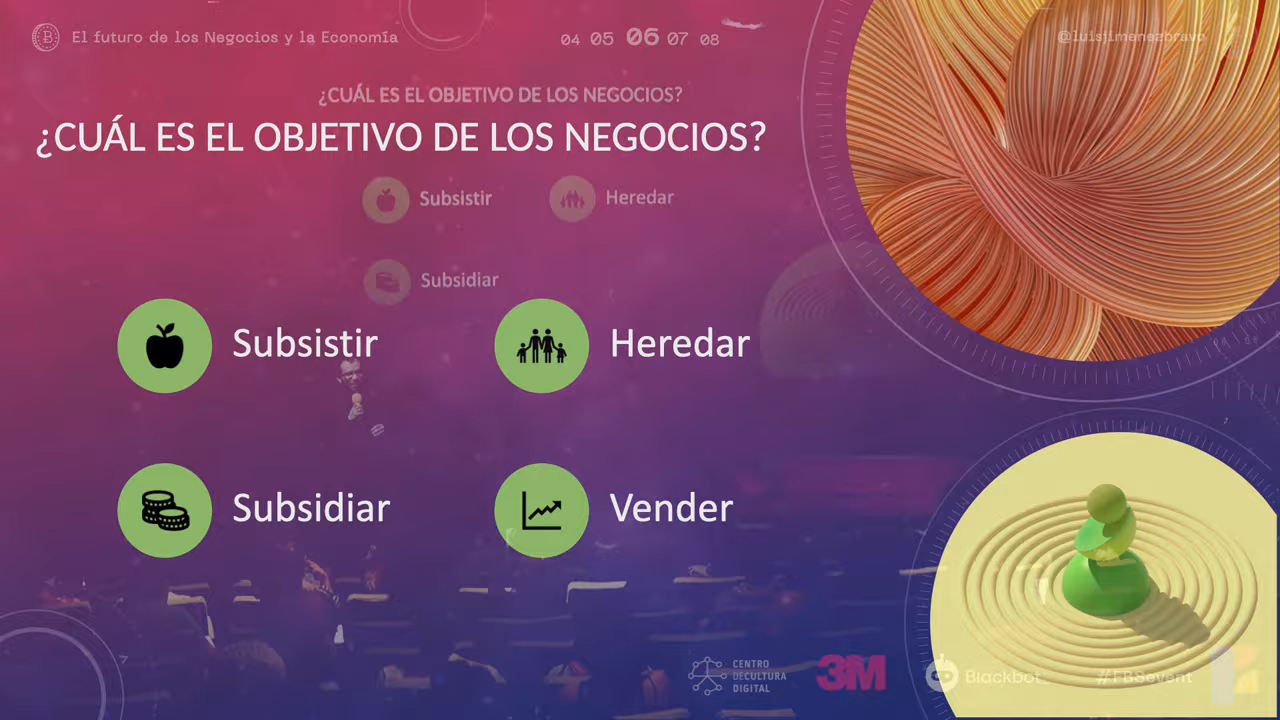 El futuro de los Negocios y la Economía
04 05 06 07 08
@luisjimenezbravo
¿CUÁL ES EL OBJETIVO DE LOS NEGOCIOS?
¿CUÁL ES EL OBJETIVO DE LOS NEGOCIOS?
Subsistir Heredar
Subsidiar
Subsistir Heredar
Subsidiar Vender
CENTRO
DECULTURA
DIGITAL
3M
Blackbot
#FBSevent